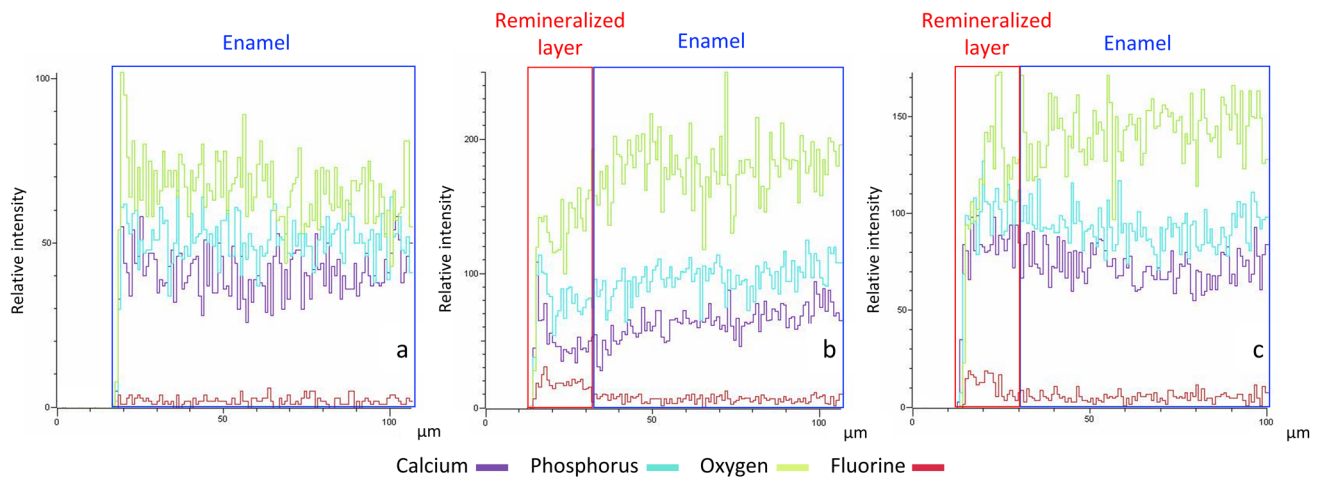 Enamel
Remineralized
layer
Enamel
Remineralized
layer
Enamel
Relative intensity
100
50
0
50
100
µm
a
Relative intensity
200
100
0
0
50
100
µm
b
Relative intensity
150
100
50
0
0
50
100
µm
c
Calcium
Phosphorus
Oxygen
Fluorine